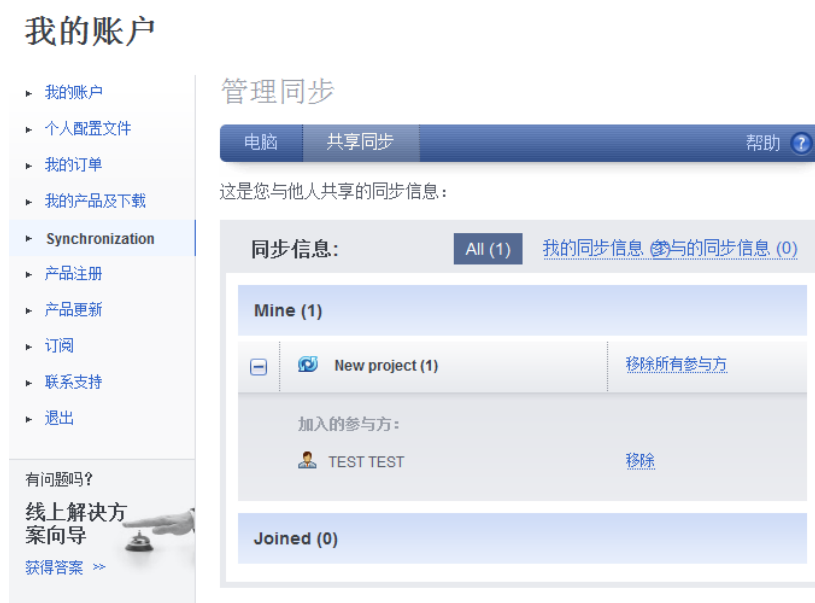 我的账户
我的账户
个人配置文件
我的订单
我的产品及下载
Synchronization
产品注册
产品更新
订阅
联系支持
退出
有问题吗?
线上解决方
案向导
获得答案 >>
管理同步
电脑 共享同步 帮助 ?
这是您与他人共享的同步信息：
同步信息: All (1) 我的同步信息 参与的同步信息 (0)
Mine (1)
New project (1) 移除所有参与方
加入的参与方：
TEST TEST 移除
Joined (0)